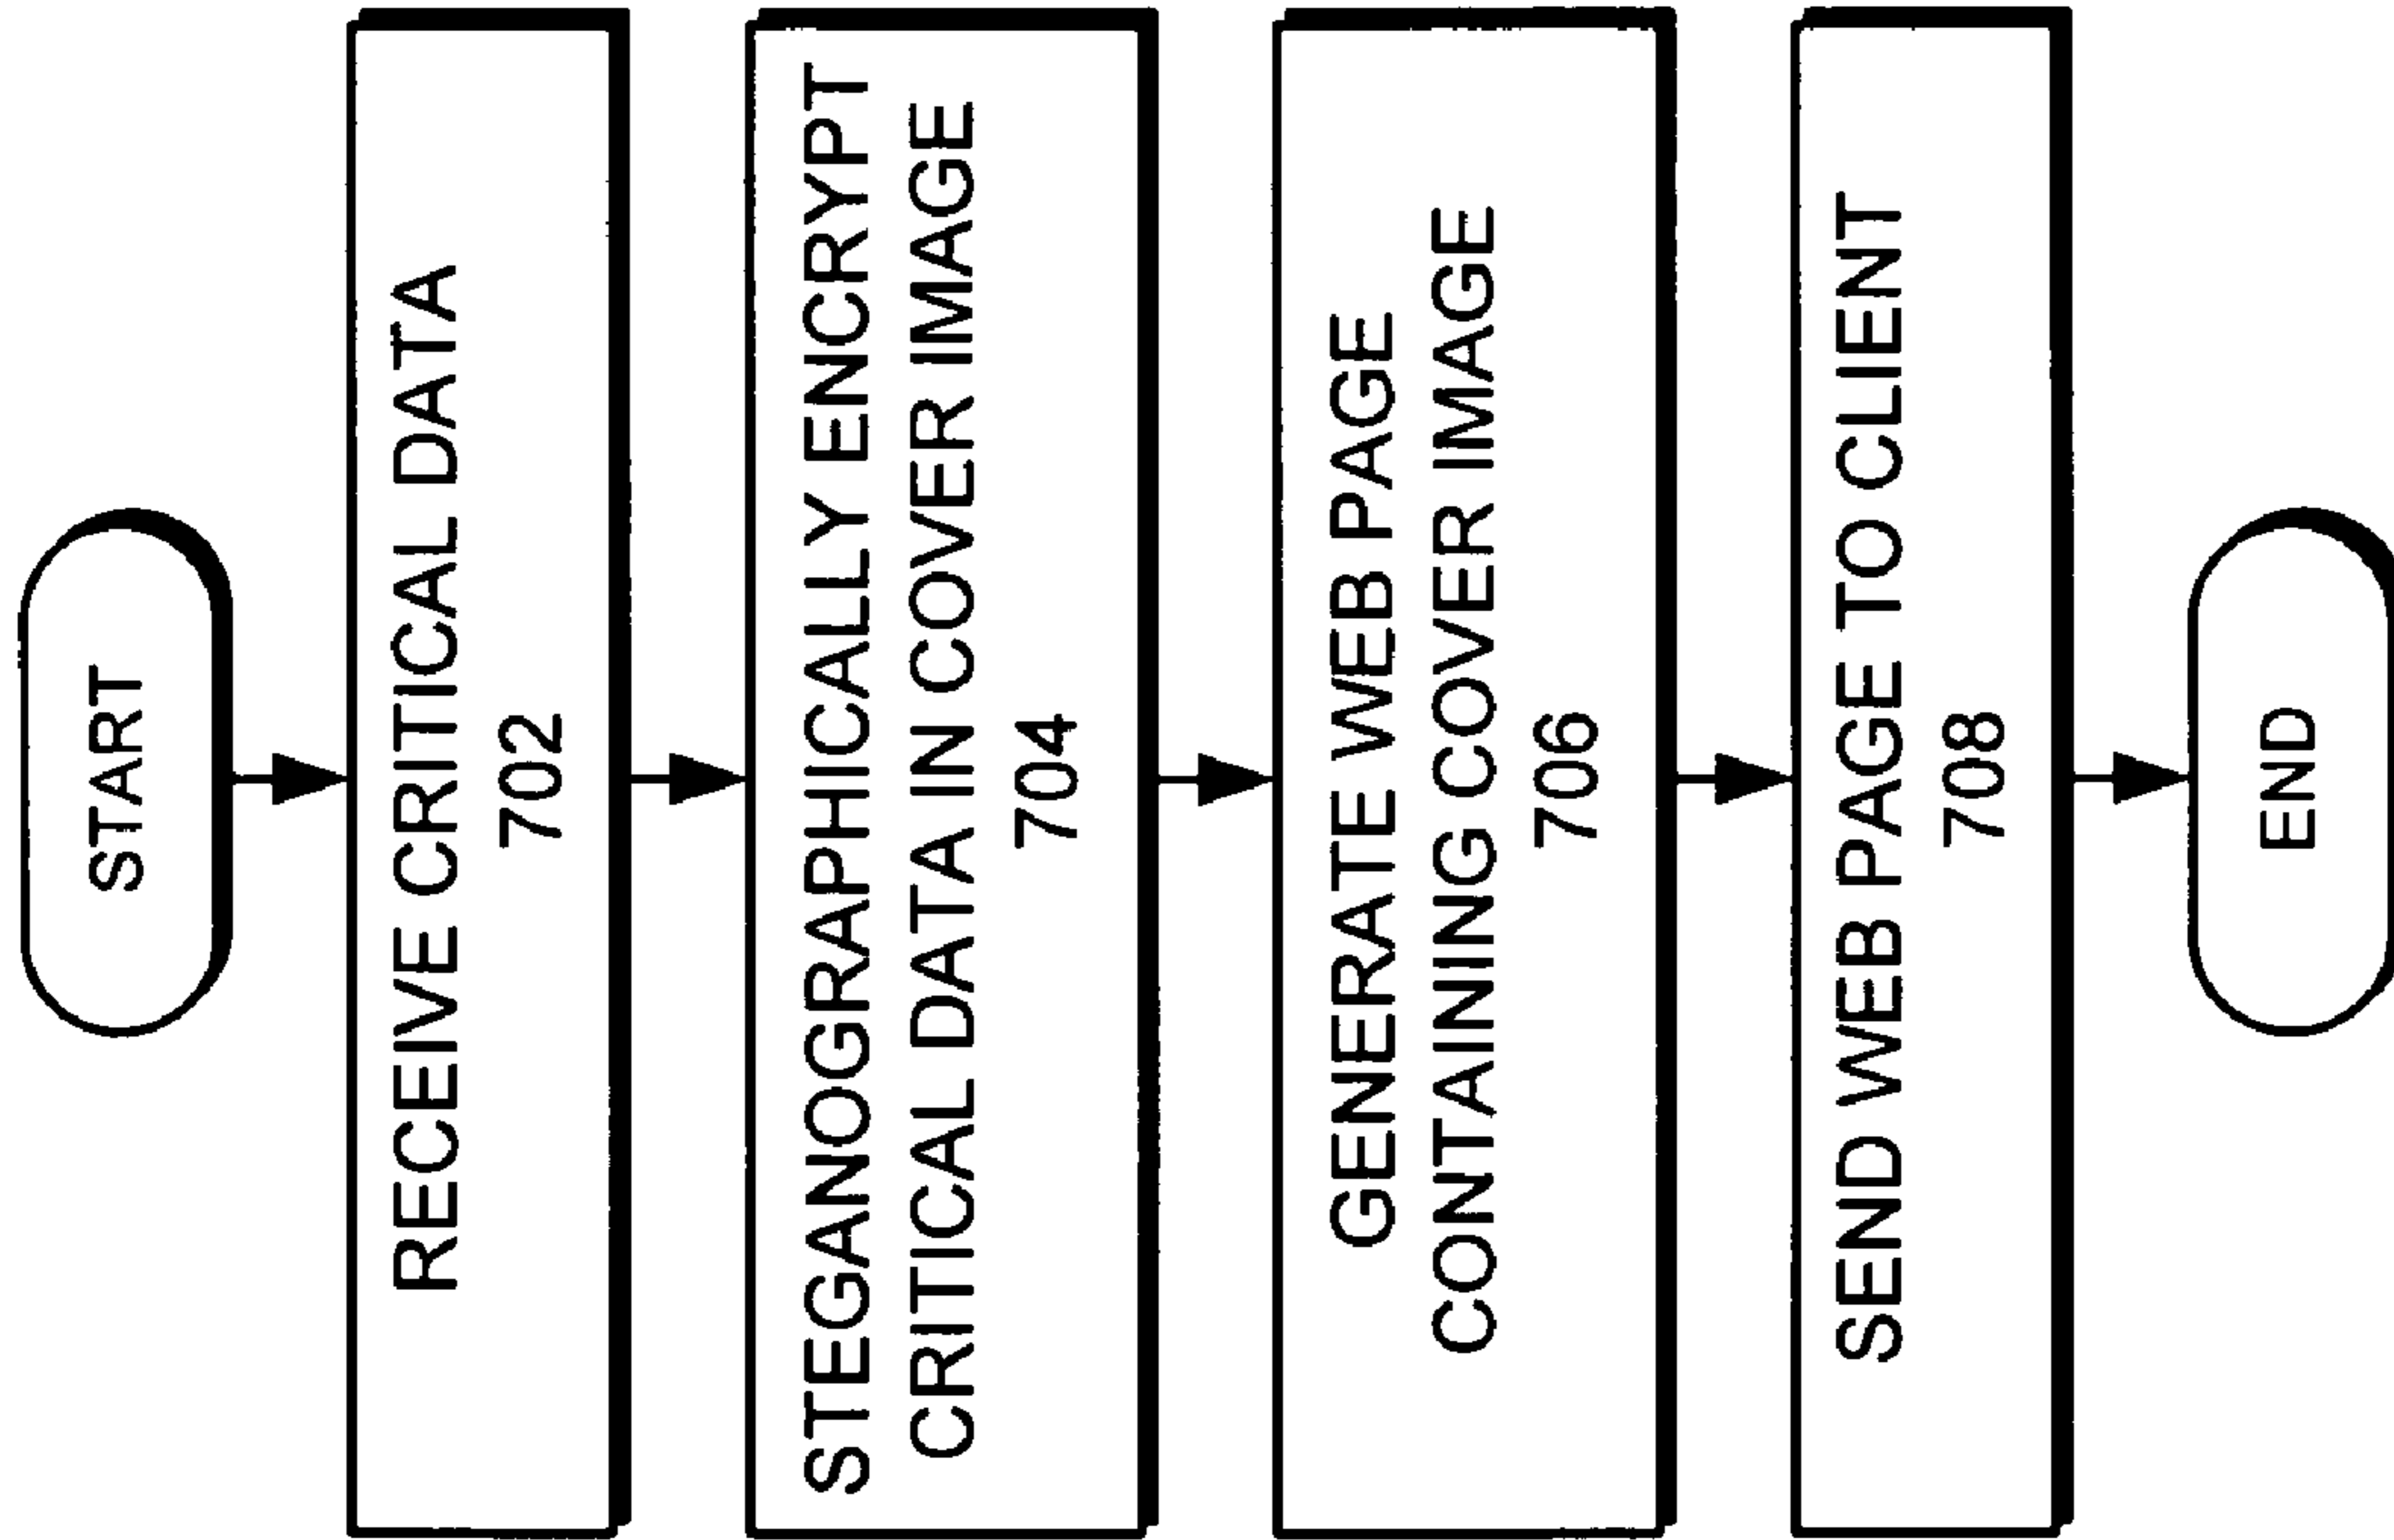 START
RECEIVE CRITICAL DATA
702
STEGANOGRAPHICALLY ENCRYPT
CRITICAL DATA IN COVER IMAGE
704
GENERATE WEB PAGE
CONTAINING COVER IMAGE
706
SEND WEB PAGE TO CLIENT
708
END